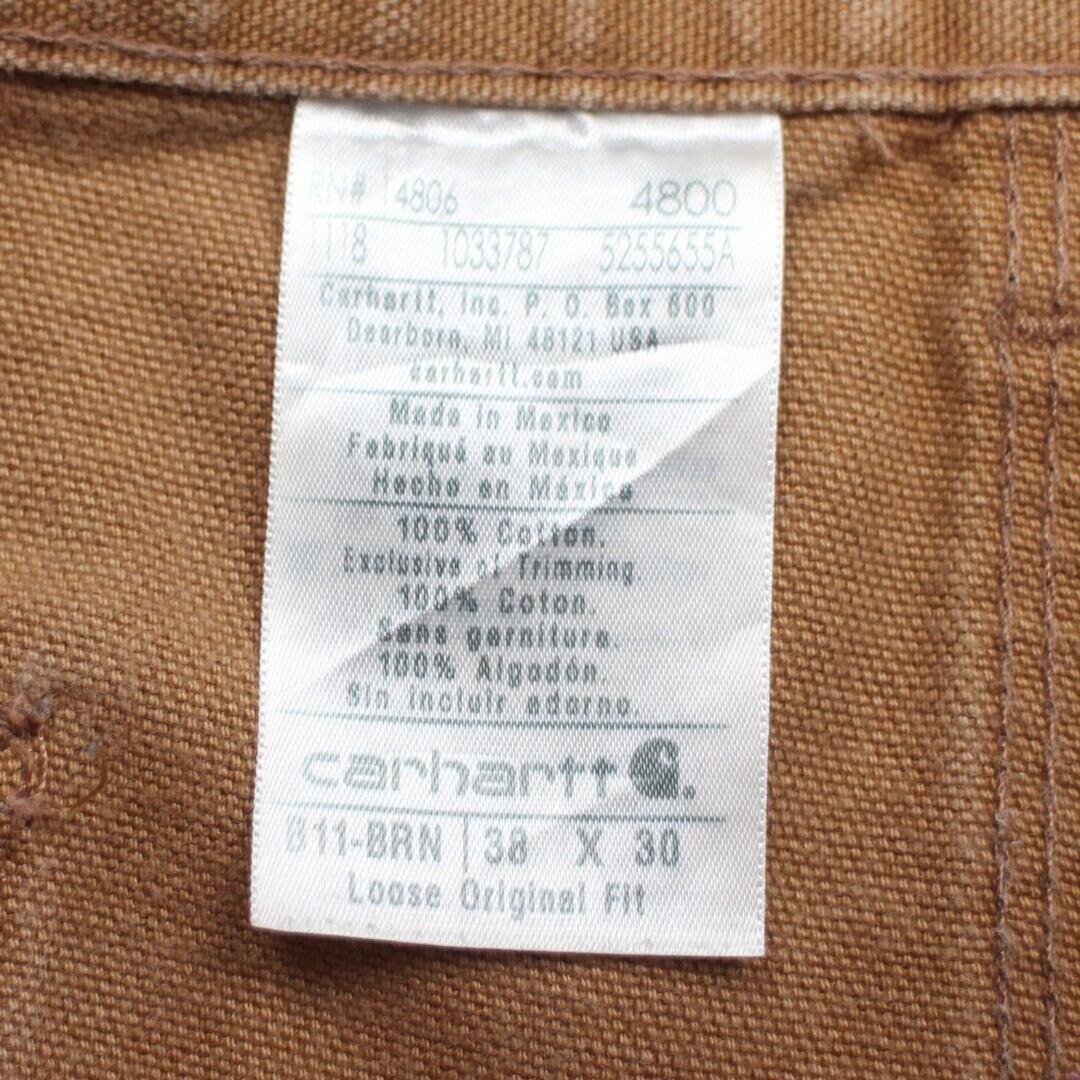 RN# 14806 4800
1118 1033787 5255655A
Carhartt, Inc. P. O. Box 600
Dearborn, MI 48121 USA
carhartt.com
Made in Mexico
Fabriqué au Mexique
Hecho en México
100% Cotton.
Exclusive of Trimming
100% Coton.
Sans garniture.
100% Algodón.
Sin incluir adorno.
carhartt
B11-BRN 38 X 30
Loose Original Fit